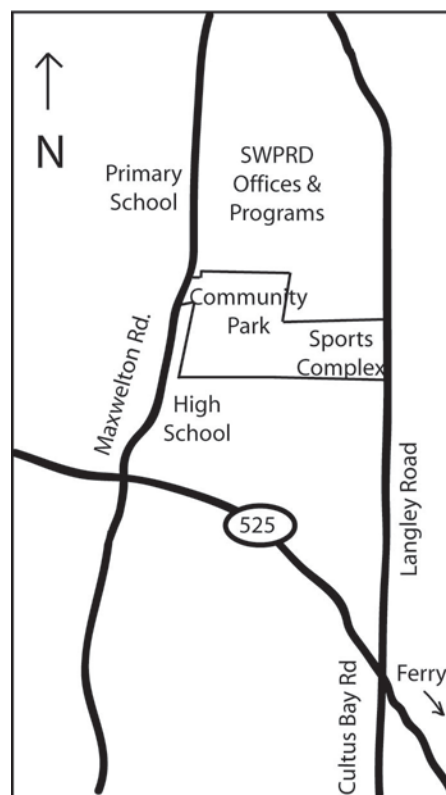 N
Primary
School
SWPRD
Offices &
Programs
Community
Park
Sports
Complex
Maxwelton Rd.
High
School
525
Langley Road
Ferry
Cultus Bay Rd